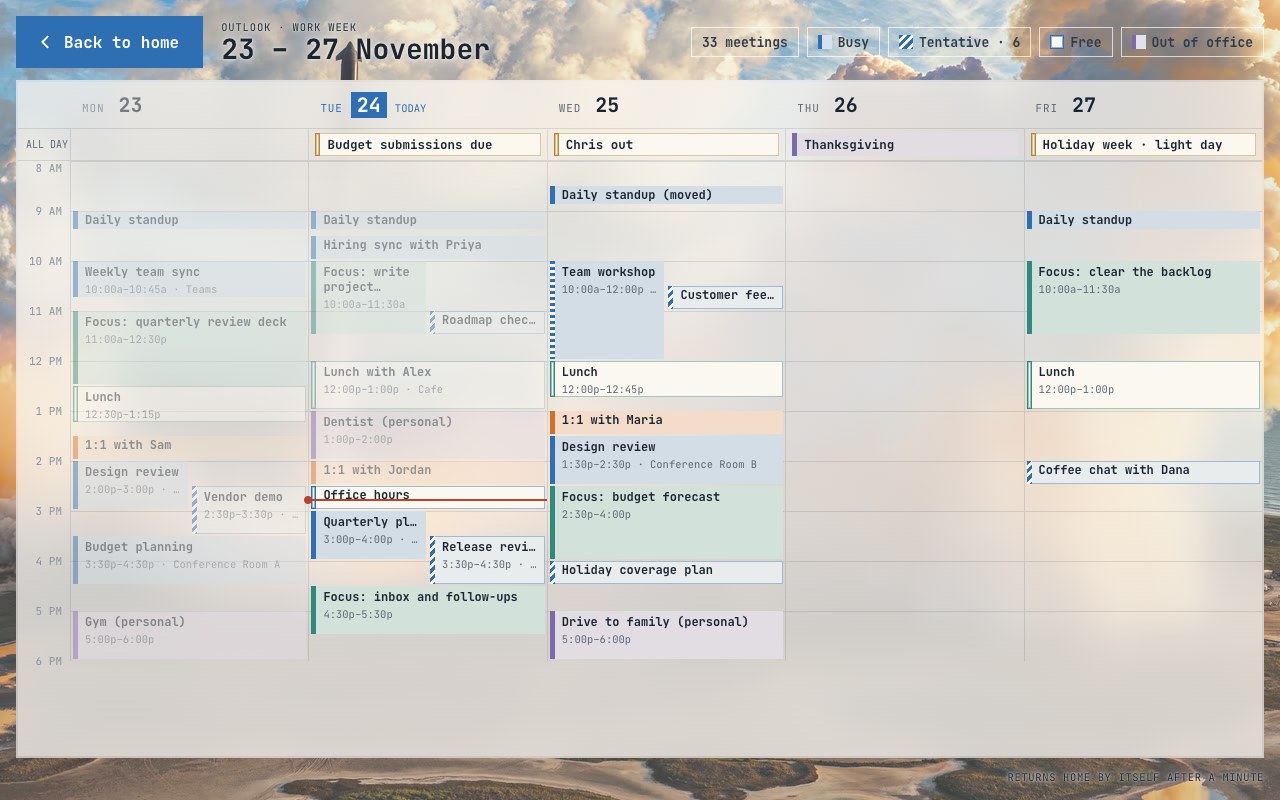 Back to home
OUTLOOK · WORK WEEK
23 – 27 November
33 meetings
Busy
Tentative · 6
Free
Out of office
MON 23
TUE 24 TODAY
WED 25
THU 26
FRI 27
ALL DAY
Budget submissions due
Chris out
Thanksgiving
Holiday week · light day
8 AM
9 AM
10 AM
11 AM
12 PM
1 PM
2 PM
3 PM
4 PM
5 PM
6 PM
Daily standup
Weekly team sync
10:00a–10:45a · Teams
Focus: quarterly review deck
11:00a–12:30p
Lunch
12:30p–1:15p
1:1 with Sam
Design review
2:00p–3:00p · …
Vendor demo
2:30p–3:30p · …
Budget planning
3:30p–4:30p · Conference Room A
Gym (personal)
5:00p–6:00p
Daily standup
Hiring sync with Priya
Focus: write
project…
10:00a–11:30a
Roadmap chec…
Lunch with Alex
12:00p–1:00p · Cafe
Dentist (personal)
1:00p–2:00p
1:1 with Jordan
Office hours
Quarterly pl…
3:00p–4:00p · …
Release revi…
3:30p–4:30p · …
Focus: inbox and follow-ups
4:30p–5:30p
Daily standup (moved)
Team workshop
10:00a–12:00p …
Customer fee…
Lunch
12:00p–12:45p
1:1 with Maria
Design review
1:30p–2:30p · Conference Room B
Focus: budget forecast
2:30p–4:00p
Holiday coverage plan
Drive to family (personal)
5:00p–6:00p
Daily standup
Focus: clear the backlog
10:00a–11:30a
Lunch
12:00p–1:00p
Coffee chat with Dana
RETURNS HOME BY ITSELF AFTER A MINUTE